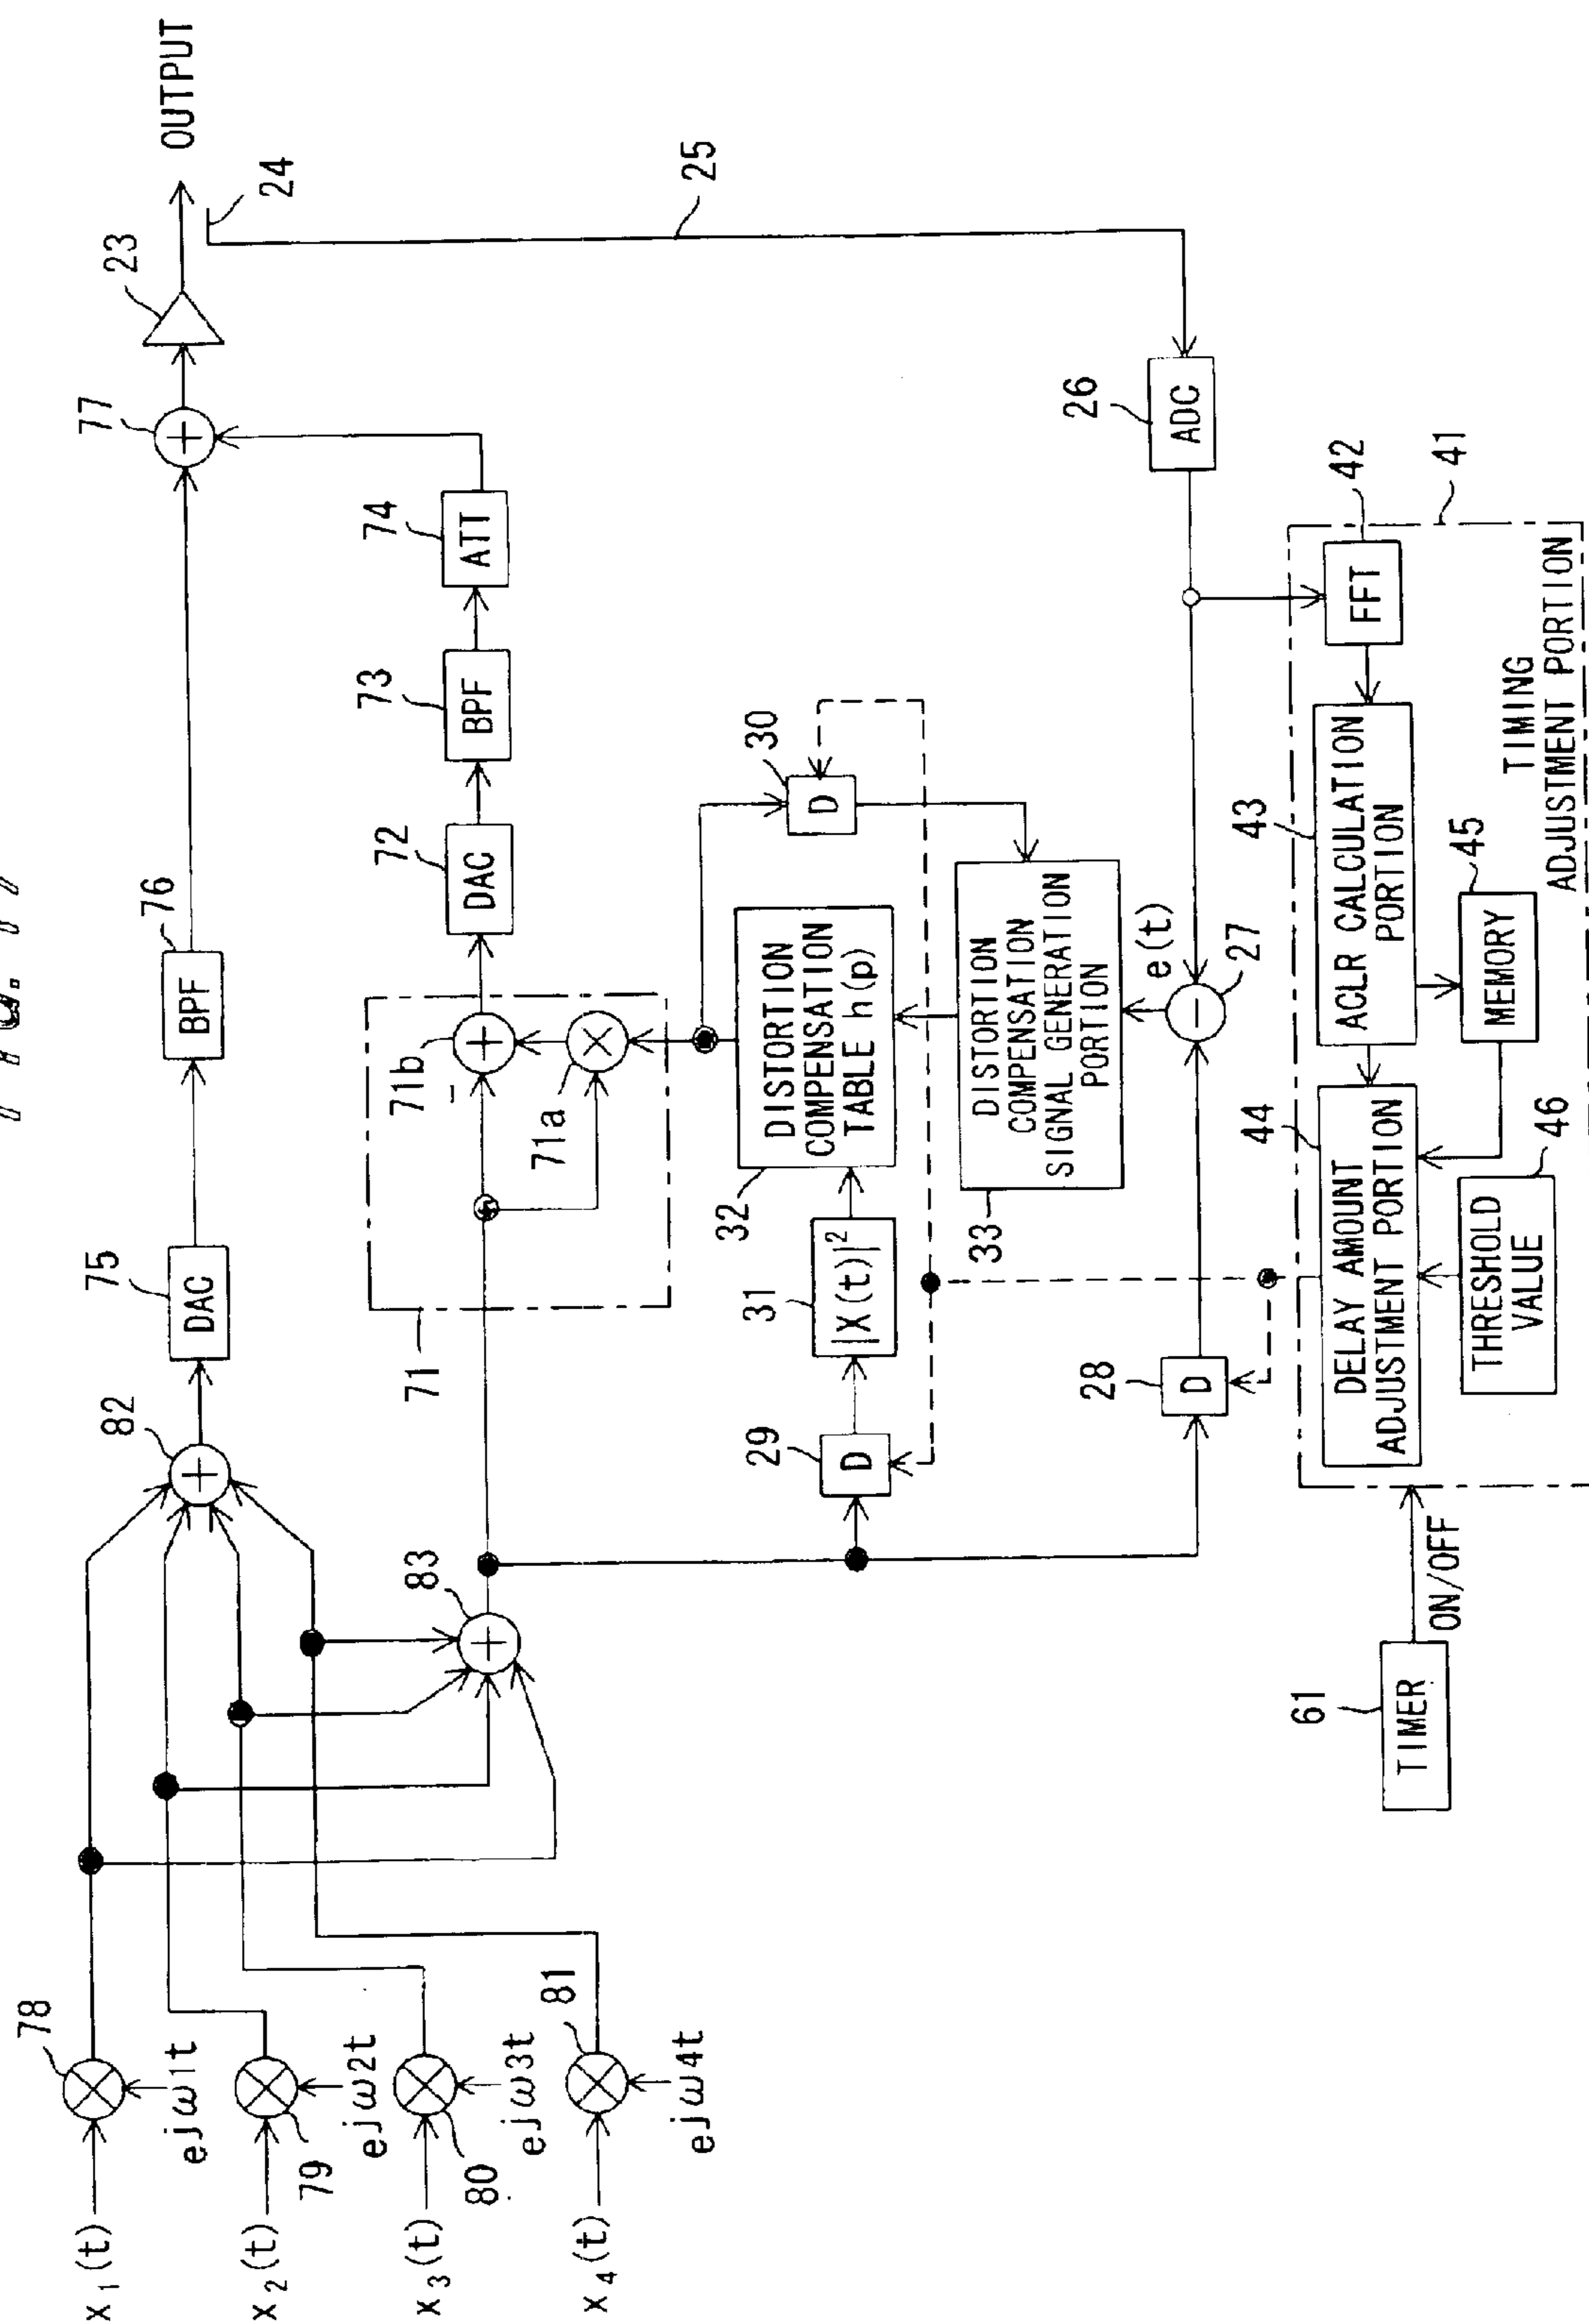 x1(t)
78
ejω1t
x2(t)
79
ejω2t
x3(t)
80
ejω3t
x4(t)
81
ejω4t
82
83
75
DAC
76
BPF
77
23
OUTPUT
24
25
71
71b
-
71a
72
DAC
73
BPF
74
ATT
29
D
31
|X(t)|2
32
DISTORTION
COMPENSATION
TABLE h(p)
30
D
33
DISTORTION
COMPENSATION
SIGNAL GENERATION
PORTION
28
D
e(t)
27
26
ADC
61
TIMER
ON/OFF
44
DELAY AMOUNT
ADJUSTMENT PORTION
THRESHOLD
VALUE
46
43
ACLR CALCULATION
PORTION
MEMORY
45
FFT
42
41
TIMING
ADJUSTMENT PORTION